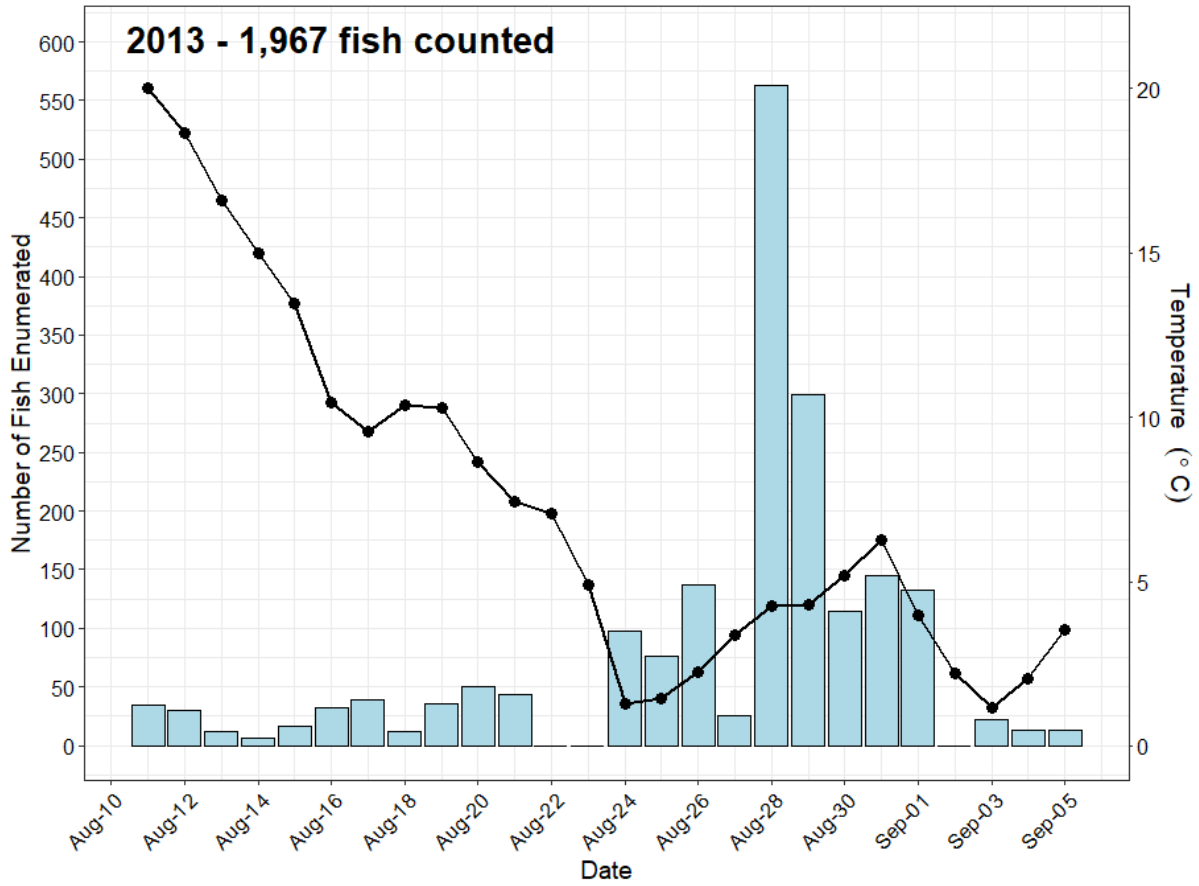 2013 - 1,967 fish counted
Number of Fish Enumerated
600
550
500
450
400
350
300
250
200
150
100
50
0
20
15
10
5
0
Temperature (°C)
Aug-10
Aug-12
Aug-14
Aug-16
Aug-18
Aug-20
Aug-22
Aug-24
Aug-26
Aug-28
Aug-30
Sep-01
Sep-03
Sep-05
Date